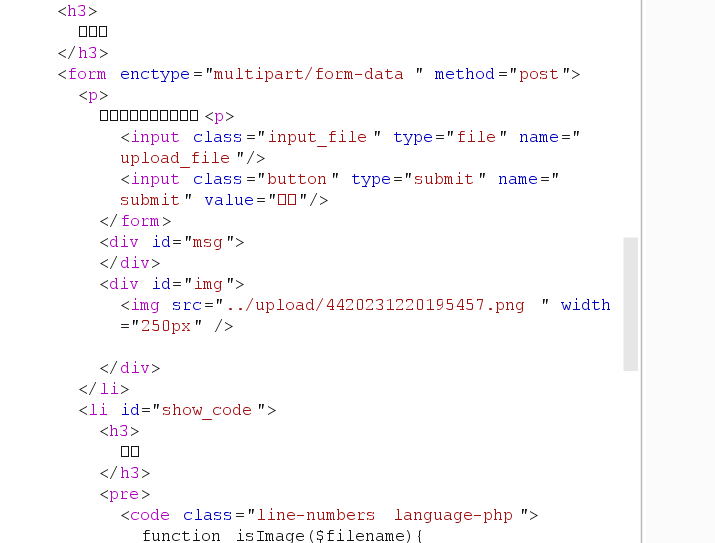 <h3>
</h3>
<form enctype="multipart/form-data " method="post">
<p>
<p>
<input class="input_file" type="file" name="
upload_file"/>
<input class="button" type="submit" name="
submit" value=" "/>
</form>
<div id="msg">
</div>
<div id="img">
<img src="../upload/4420231220195457.png " width
="250px" />
</div>
</li>
<li id="show_code">
<h3>
</h3>
<pre>
<code class="line-numbers language-php">
function isImage($filename){